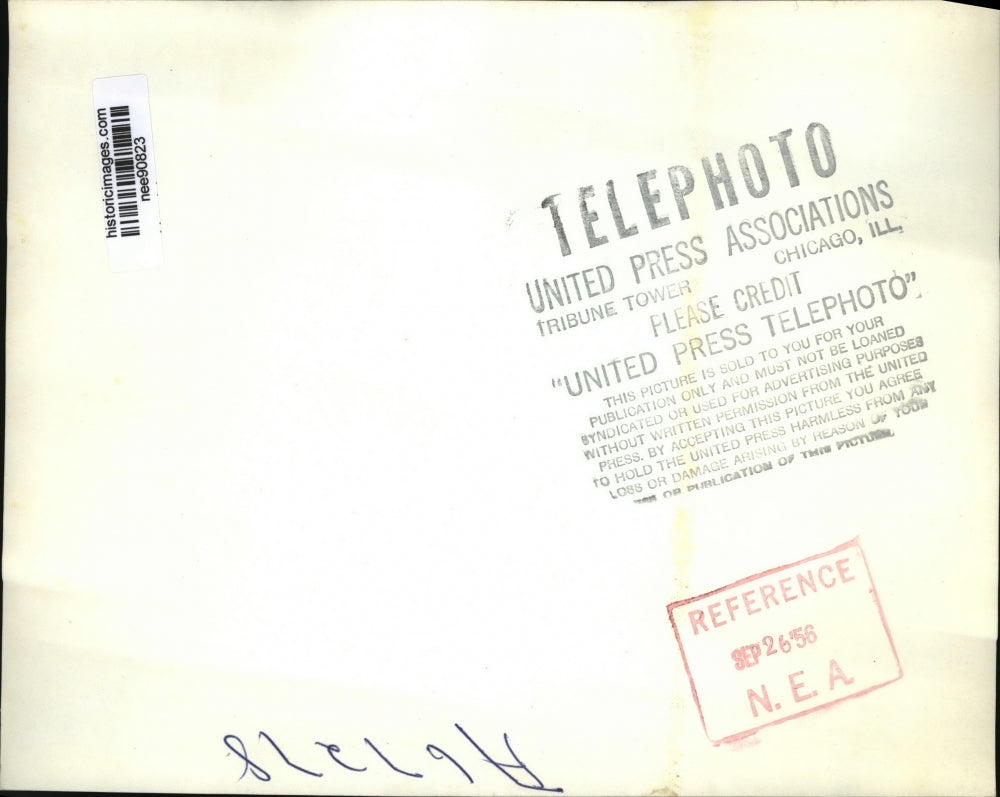 historicimages.com
nee90823
TELEPHOTO
UNITED PRESS ASSOCIATIONS
TRIBUNE TOWER CHICAGO, ILL.
PLEASE CREDIT
"UNITED PRESS TELEPHOTO"
THIS PICTURE IS SOLD TO YOU FOR YOUR
PUBLICATION ONLY AND MUST NOT BE LOANED
SYNDICATED OR USED FOR ADVERTISING PURPOSES
WITHOUT WRITTEN PERMISSION FROM THE UNITED
PRESS. BY ACCEPTING THIS PICTURE YOU AGREE
TO HOLD THE UNITED PRESS HARMLESS FROM ANY
LOSS OR DAMAGE ARISING BY REASON OF YOUR
OR PUBLICATION OF THIS PICTURE.
REFERENCE
SEP 26 '56
N. E. A.